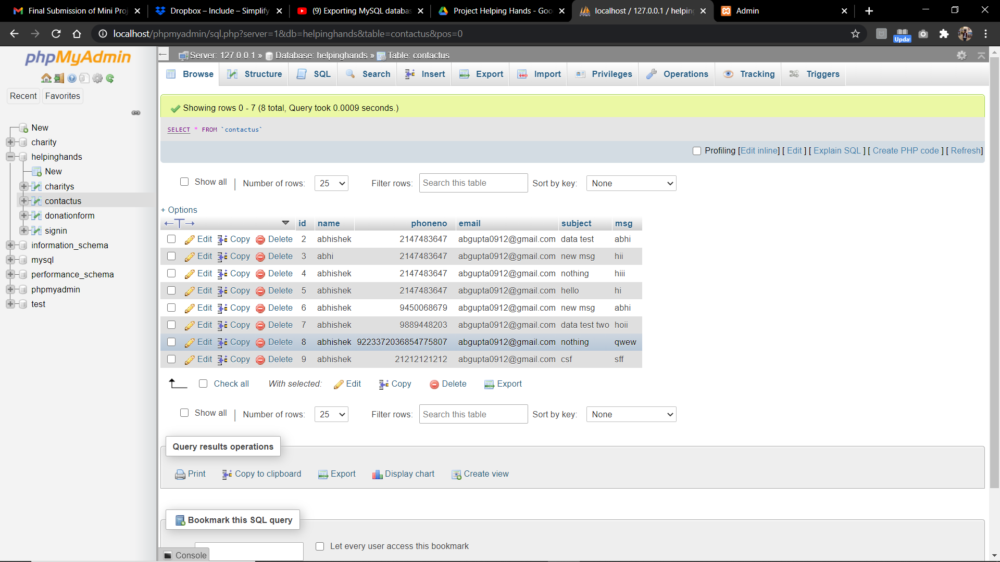 Final Submission of Mini Proj
Dropbox – Include – Simplify
(9) Exporting MySQL databas
Project Helping Hands - Goo
localhost / 127.0.0.1 / helping
Admin
localhost/phpmyadmin/sql.php?server=1&db=helpinghands&table=contactus&pos=0
Updat
phpMyAdmin
Recent Favorites
New
charity
helpinghands
New
charitys
contactus
donationform
signin
information_schema
mysql
performance_schema
phpmyadmin
test
Server: 127.0.0.1 » Database: helpinghands » Table: contactus
Browse Structure SQL Search Insert Export Import Privileges Operations Tracking Triggers
Showing rows 0 - 7 (8 total, Query took 0.0009 seconds.)
SELECT * FROM `contactus`
Profiling [Edit inline] [ Edit ] [ Explain SQL ] [ Create PHP code ] [ Refresh]
Show all | Number of rows: 25 Filter rows: Search this table Sort by key: None
+ Options
←T→ id name phoneno email subject msg
Edit Copy Delete 2 abhishek 2147483647 abgupta0912@gmail.com data test abhi
Edit Copy Delete 3 abhi 2147483647 abgupta0912@gmail.com new msg hii
Edit Copy Delete 4 abhishek 2147483647 abgupta0912@gmail.com nothing hiii
Edit Copy Delete 5 abhishek 2147483647 abgupta0912@gmail.com hello hi
Edit Copy Delete 6 abhishek 9450068679 abgupta0912@gmail.com new msg abhi
Edit Copy Delete 7 abhishek 9889448203 abgupta0912@gmail.com data test two hoii
Edit Copy Delete 8 abhishek 9223372036854775807 abgupta0912@gmail.com nothing qwew
Edit Copy Delete 9 abhishek 21212121212 abgupta0912@gmail.com csf sff
Check all With selected: Edit Copy Delete Export
Show all | Number of rows: 25 Filter rows: Search this table Sort by key: None
Query results operations
Print Copy to clipboard Export Display chart Create view
Bookmark this SQL query
Let every user access this bookmark
Console